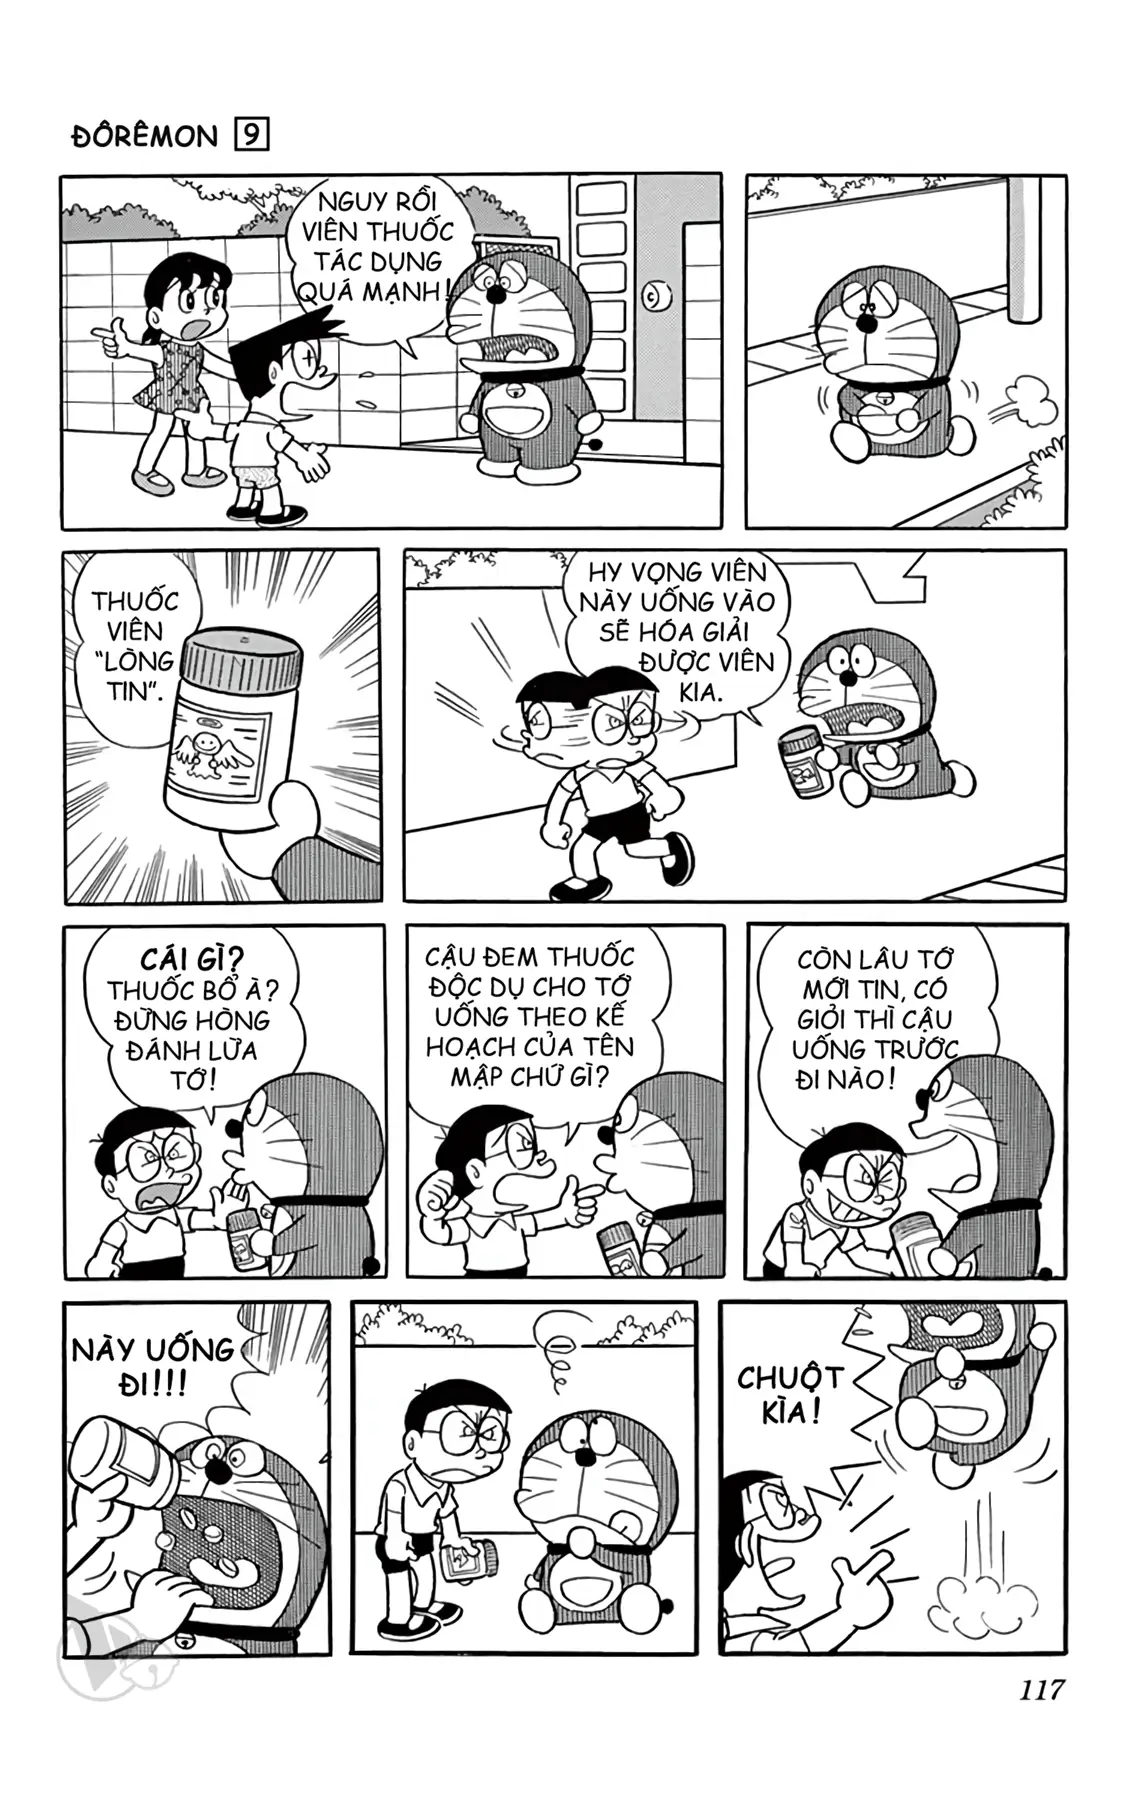 ĐÔRÊMON 9
NGUY RỒI
VIÊN THUỐC
TÁC DỤNG
QUÁ MẠNH!
THUỐC
VIÊN
“LÒNG
TIN”.
HY VỌNG VIÊN
NÀY UỐNG VÀO
SẼ HÓA GIẢI
ĐƯỢC VIÊN
KIA.
CÁI GÌ?
THUỐC BỔ À?
ĐỪNG HÒNG
ĐÁNH LỪA
TỚ!
CẬU ĐEM THUỐC
ĐỘC DỤ CHO TỚ
UỐNG THEO KẾ
HOẠCH CỦA TÊN
MẬP CHỨ GÌ?
CÒN LÂU TỚ
MỚI TIN, CÓ
GIỎI THÌ CẬU
UỐNG TRƯỚC
ĐI NÀO!
NÀY UỐNG
ĐI!!!
CHUỘT
KÌA!
117